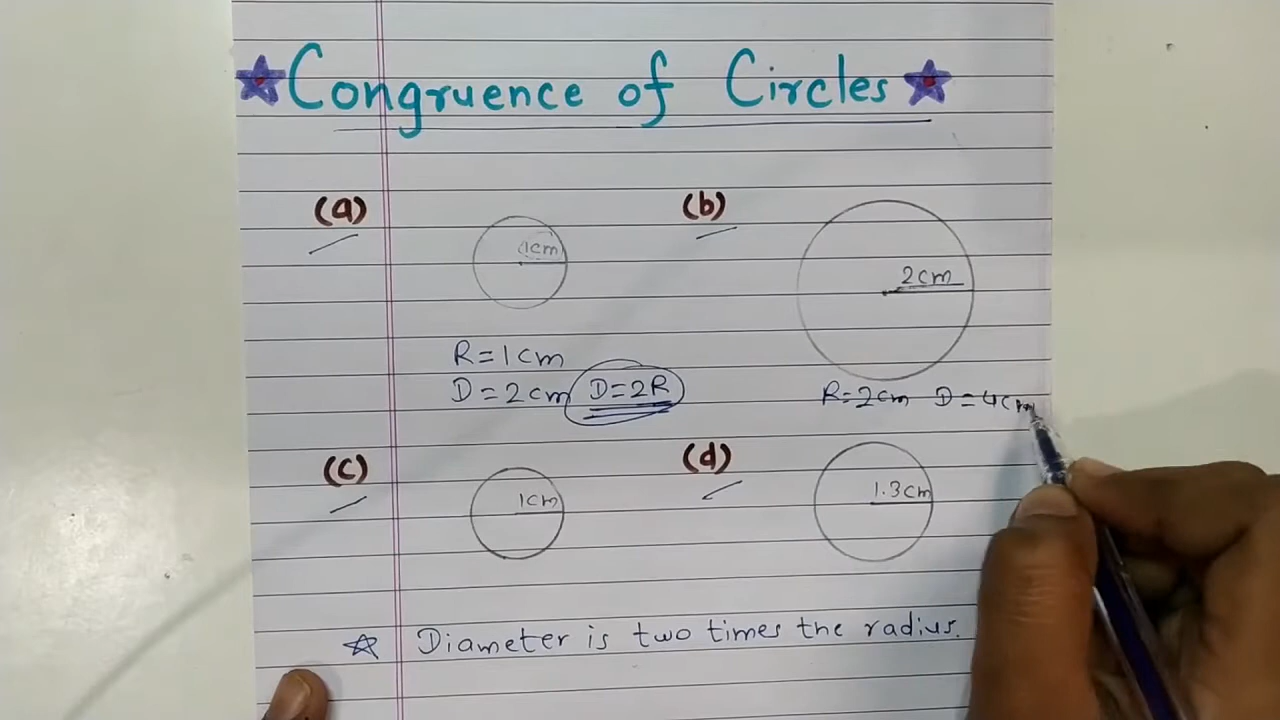 Congruence of Circles
(a)
(b)
1cm
2cm
R=1cm
D=2cm D=2R
R=2cm D=4cm
(c)
(d)
1cm
1.3cm
Diameter is two times the radius.